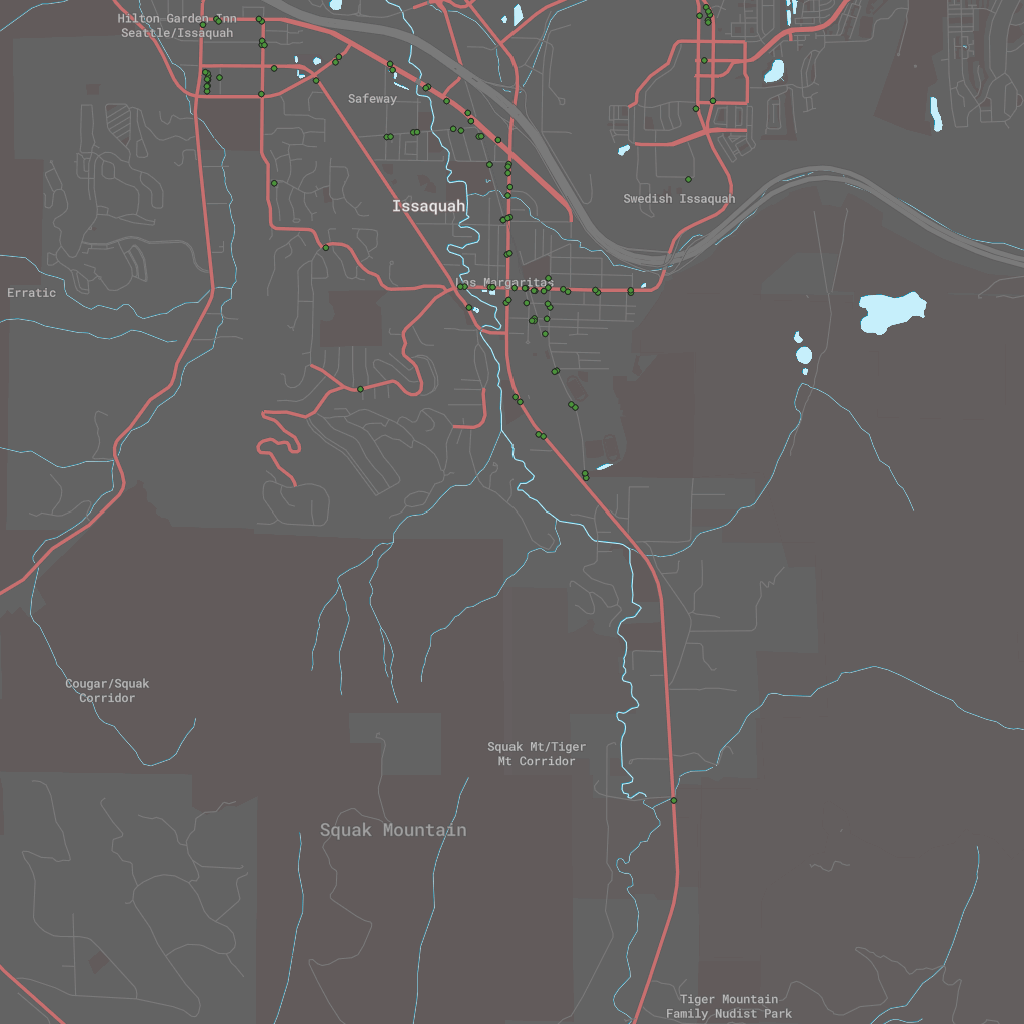 Hilton Garden Inn
Seattle/Issaquah
Safeway
Swedish Issaquah
Issaquah
Las Margaritas
Erratic
Cougar/Squak
Corridor
Squak Mt/Tiger
Mt Corridor
Squak Mountain
Tiger Mountain
Family Nudist Park